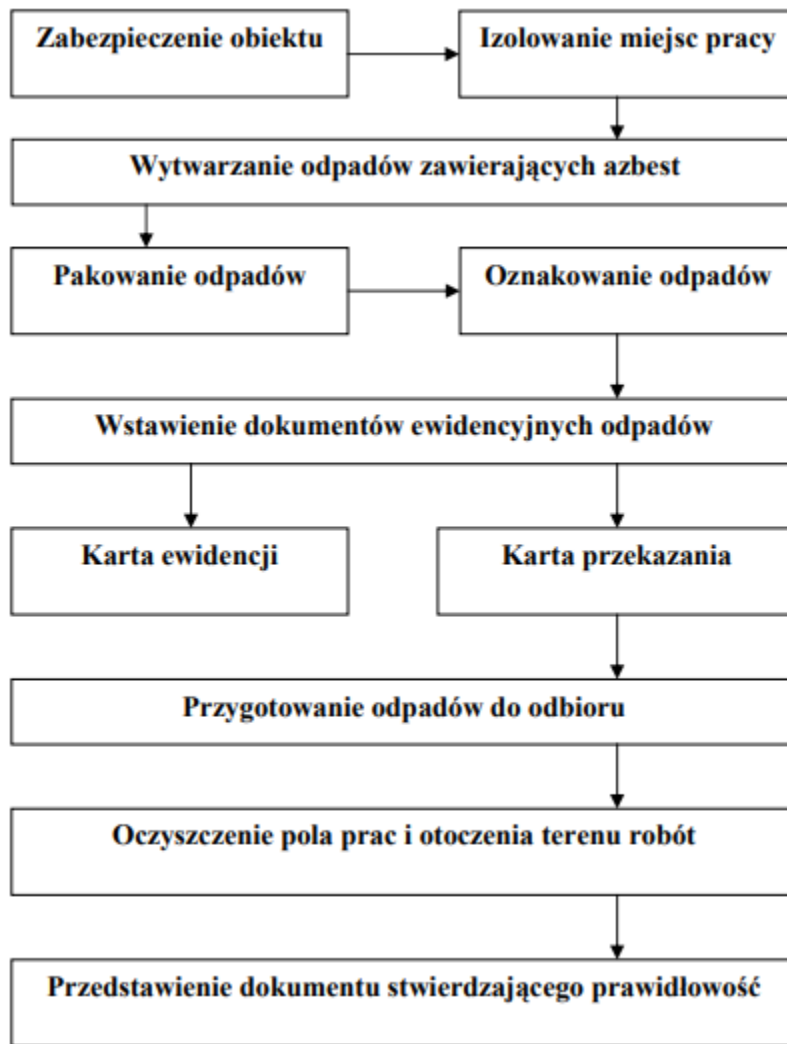 Zabezpieczenie obiektu
Izolowanie miejsc pracy
Wytwarzanie odpadów zawierających azbest
Pakowanie odpadów
Oznakowanie odpadów
Wstawienie dokumentów ewidencyjnych odpadów
Karta ewidencji
Karta przekazania
Przygotowanie odpadów do odbioru
Oczyszczenie pola prac i otoczenia terenu robót
Przedstawienie dokumentu stwierdzającego prawidłowość